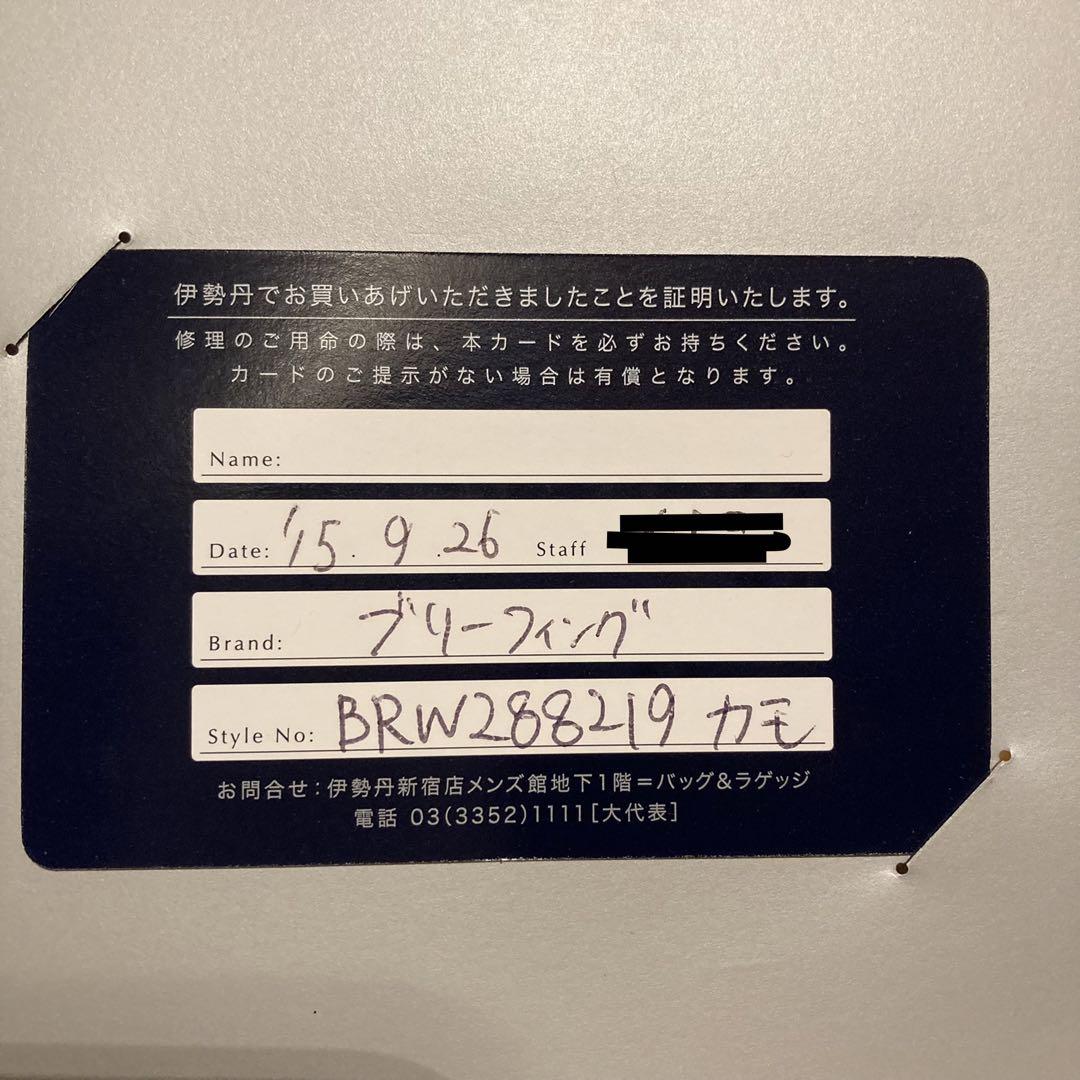 伊勢丹でお買いあげいただきましたことを証明いたします。
修理のご用命の際は、本カードを必ずお持ちください。
カードのご提示がない場合は有償となります。
Name:
Date: '15. 9 .26 Staff
Brand: ブリーフィング
Style No: BRW288219 カモ
お問合せ：伊勢丹新宿店メンズ館地下1階＝バッグ&ラゲッジ
電話 03(3352)1111[大代表]